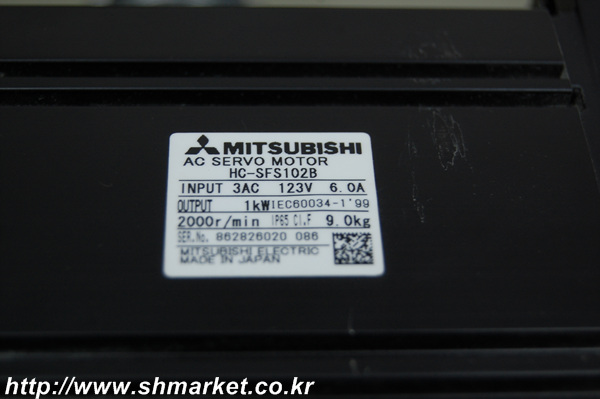 MITSUBISHI
AC SERVO MOTOR
HC-SFS102B
INPUT 3AC 123V 6.0A
OUTPUT 1kW IEC60034-1'99
2000r/min IP65 Cl.F 9.0kg
SER.No. 862826020 086
MITSUBISHI ELECTRIC
MADE IN JAPAN
http://www.shmarket.co.kr